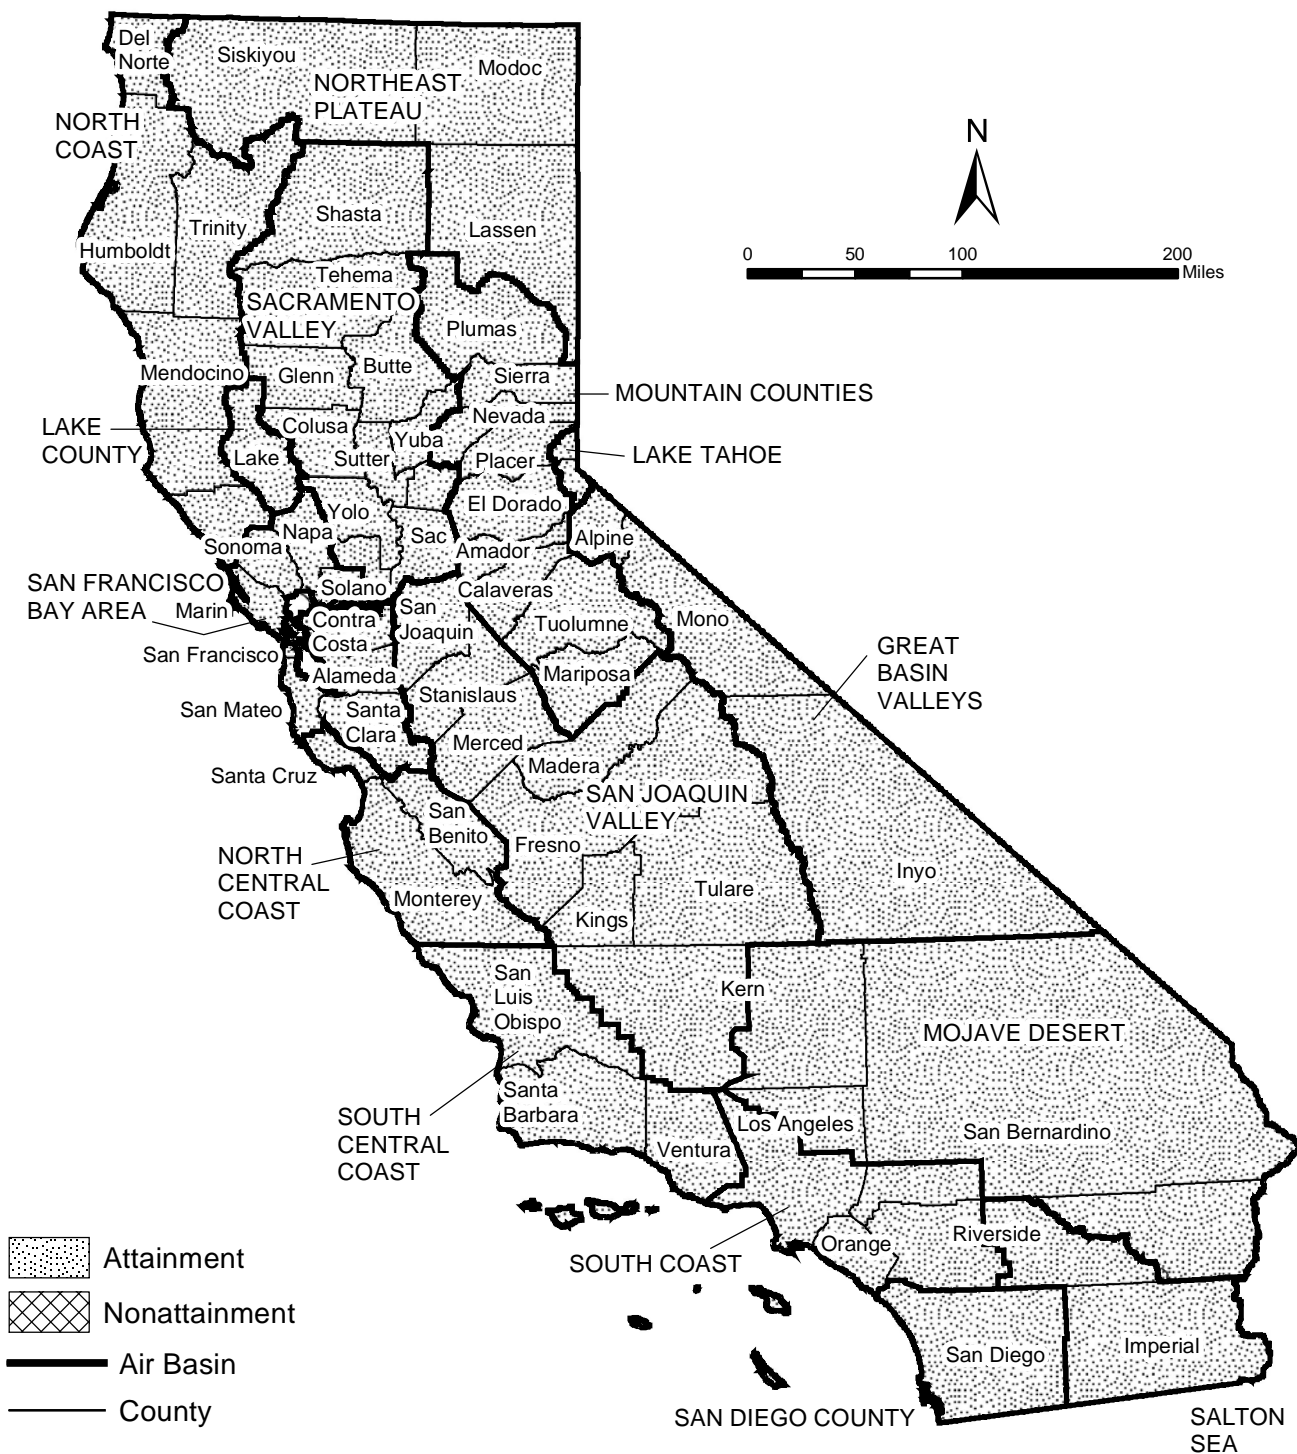 Del
Norte
Siskiyou
Modoc
NORTHEAST
PLATEAU
NORTH
COAST
N
Shasta
Trinity
Lassen
Humboldt
0
50
100
200
Miles
Tehema
SACRAMENTO
VALLEY
Plumas
Butte
Mendocino
Glenn
Sierra
MOUNTAIN COUNTIES
Nevada
Colusa
LAKE
COUNTY
Yuba
Lake
Sutter
Placer
LAKE TAHOE
El Dorado
Yolo
Napa
Sac
Alpine
Sonoma
Amador
SAN FRANCISCO
BAY AREA
Solano
Calaveras
Marin
San
Joaquin
Contra
Costa
Tuolumne
Mono
San Francisco
GREAT
BASIN
VALLEYS
Alameda
Mariposa
Stanislaus
San Mateo
Santa
Clara
Merced
Madera
Santa Cruz
SAN JOAQUIN
VALLEY
San
Benito
Fresno
NORTH
CENTRAL
COAST
Inyo
Monterey
Tulare
Kings
San
Luis
Obispo
Kern
MOJAVE DESERT
Santa
Barbara
SOUTH
CENTRAL
COAST
Los Angeles
San Bernardino
Ventura
Riverside
Orange
SOUTH COAST
Attainment
Nonattainment
Air Basin
County
San Diego
Imperial
SAN DIEGO COUNTY
SALTON
SEA